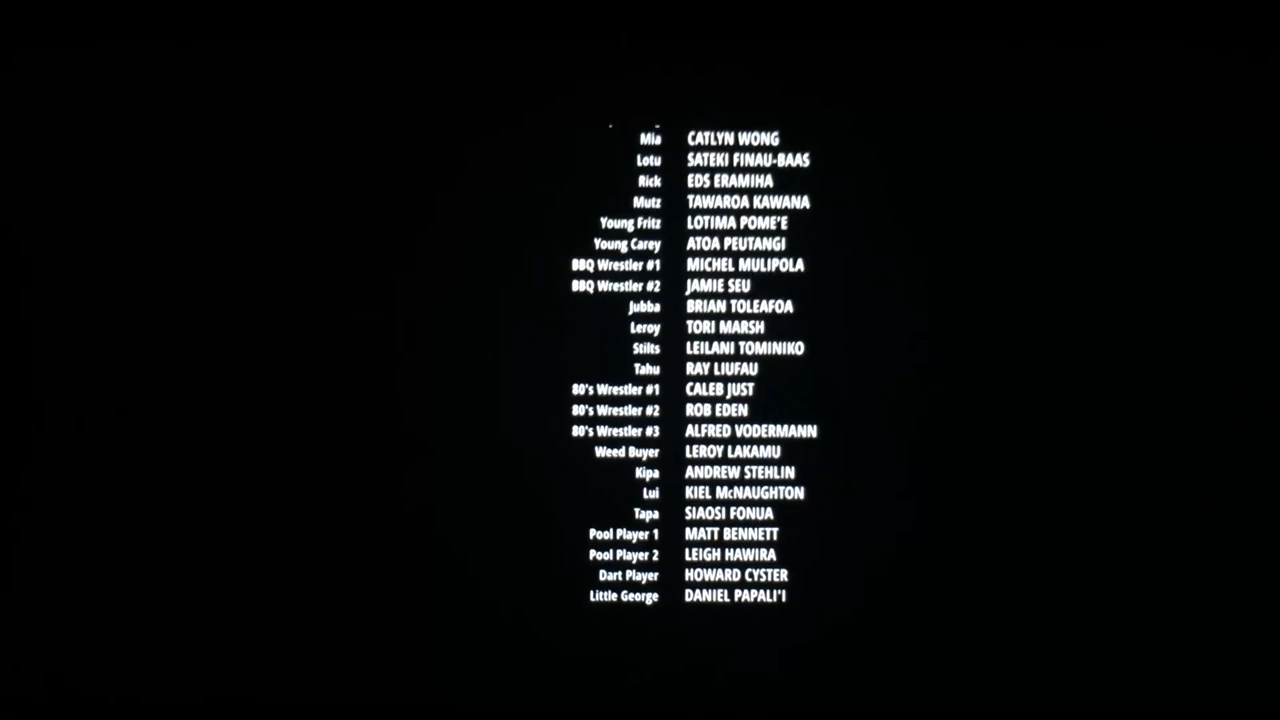 Mia CATLYN WONG
Lotu SATEKI FINAU-BAAS
Rick EDS ERAMIHA
Mutz TAWAROA KAWANA
Young Fritz LOTIMA POME'E
Young Carey ATOA PEUTANGI
BBQ Wrestler #1 MICHEL MULIPOLA
BBQ Wrestler #2 JAMIE SEU
Jubba BRIAN TOLEAFOA
Leroy TORI MARSH
Stilts LEILANI TOMINIKO
Tahu RAY LIUFAU
80's Wrestler #1 CALEB JUST
80's Wrestler #2 ROB EDEN
80's Wrestler #3 ALFRED VODERMANN
Weed Buyer LEROY LAKAMU
Kipa ANDREW STEHLIN
Lui KIEL McNAUGHTON
Tapa SIAOSI FONUA
Pool Player 1 MATT BENNETT
Pool Player 2 LEIGH HAWIRA
Dart Player HOWARD CYSTER
Little George DANIEL PAPALI'I